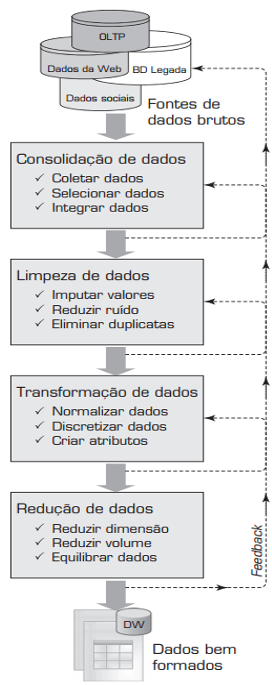 OLTP
Dados da Web
BD Legada
Dados sociais
Fontes de
dados brutos
Consolidação de dados
✓ Coletar dados
✓ Selecionar dados
✓ Integrar dados
Limpeza de dados
✓ Imputar valores
✓ Reduzir ruído
✓ Eliminar duplicatas
Transformação de dados
✓ Normalizar dados
✓ Discretizar dados
✓ Criar atributos
Redução de dados
✓ Reduzir dimensão
✓ Reduzir volume
✓ Equilibrar dados
Feedback
DW
Dados bem
formados